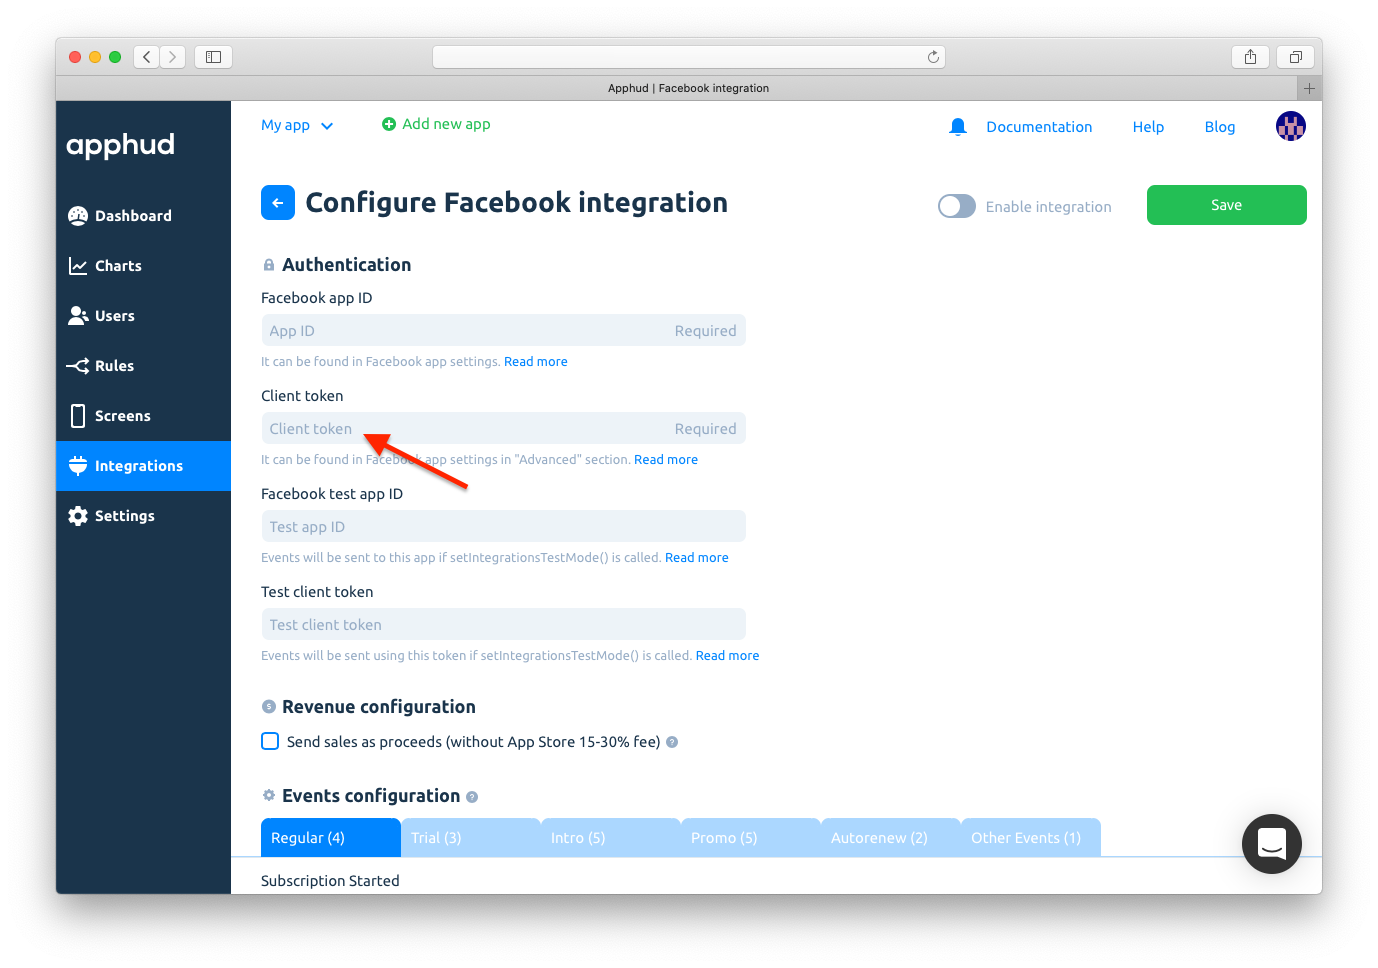 Apphud | Facebook integration
apphud
My app
Add new app
Documentation
Help
Blog
Dashboard
Charts
Users
Rules
Screens
Integrations
Settings
Configure Facebook integration
Enable integration
Save
Authentication
Facebook app ID
App ID Required
It can be found in Facebook app settings. Read more
Client token
Client token Required
It can be found in Facebook app settings in "Advanced" section. Read more
Facebook test app ID
Test app ID
Events will be sent to this app if setIntegrationsTestMode() is called. Read more
Test client token
Test client token
Events will be sent using this token if setIntegrationsTestMode() is called. Read more
Revenue configuration
Send sales as proceeds (without App Store 15-30% fee) ?
Events configuration ?
Regular (4) Trial (3) Intro (5) Promo (5) Autorenew (2) Other Events (1)
Subscription Started